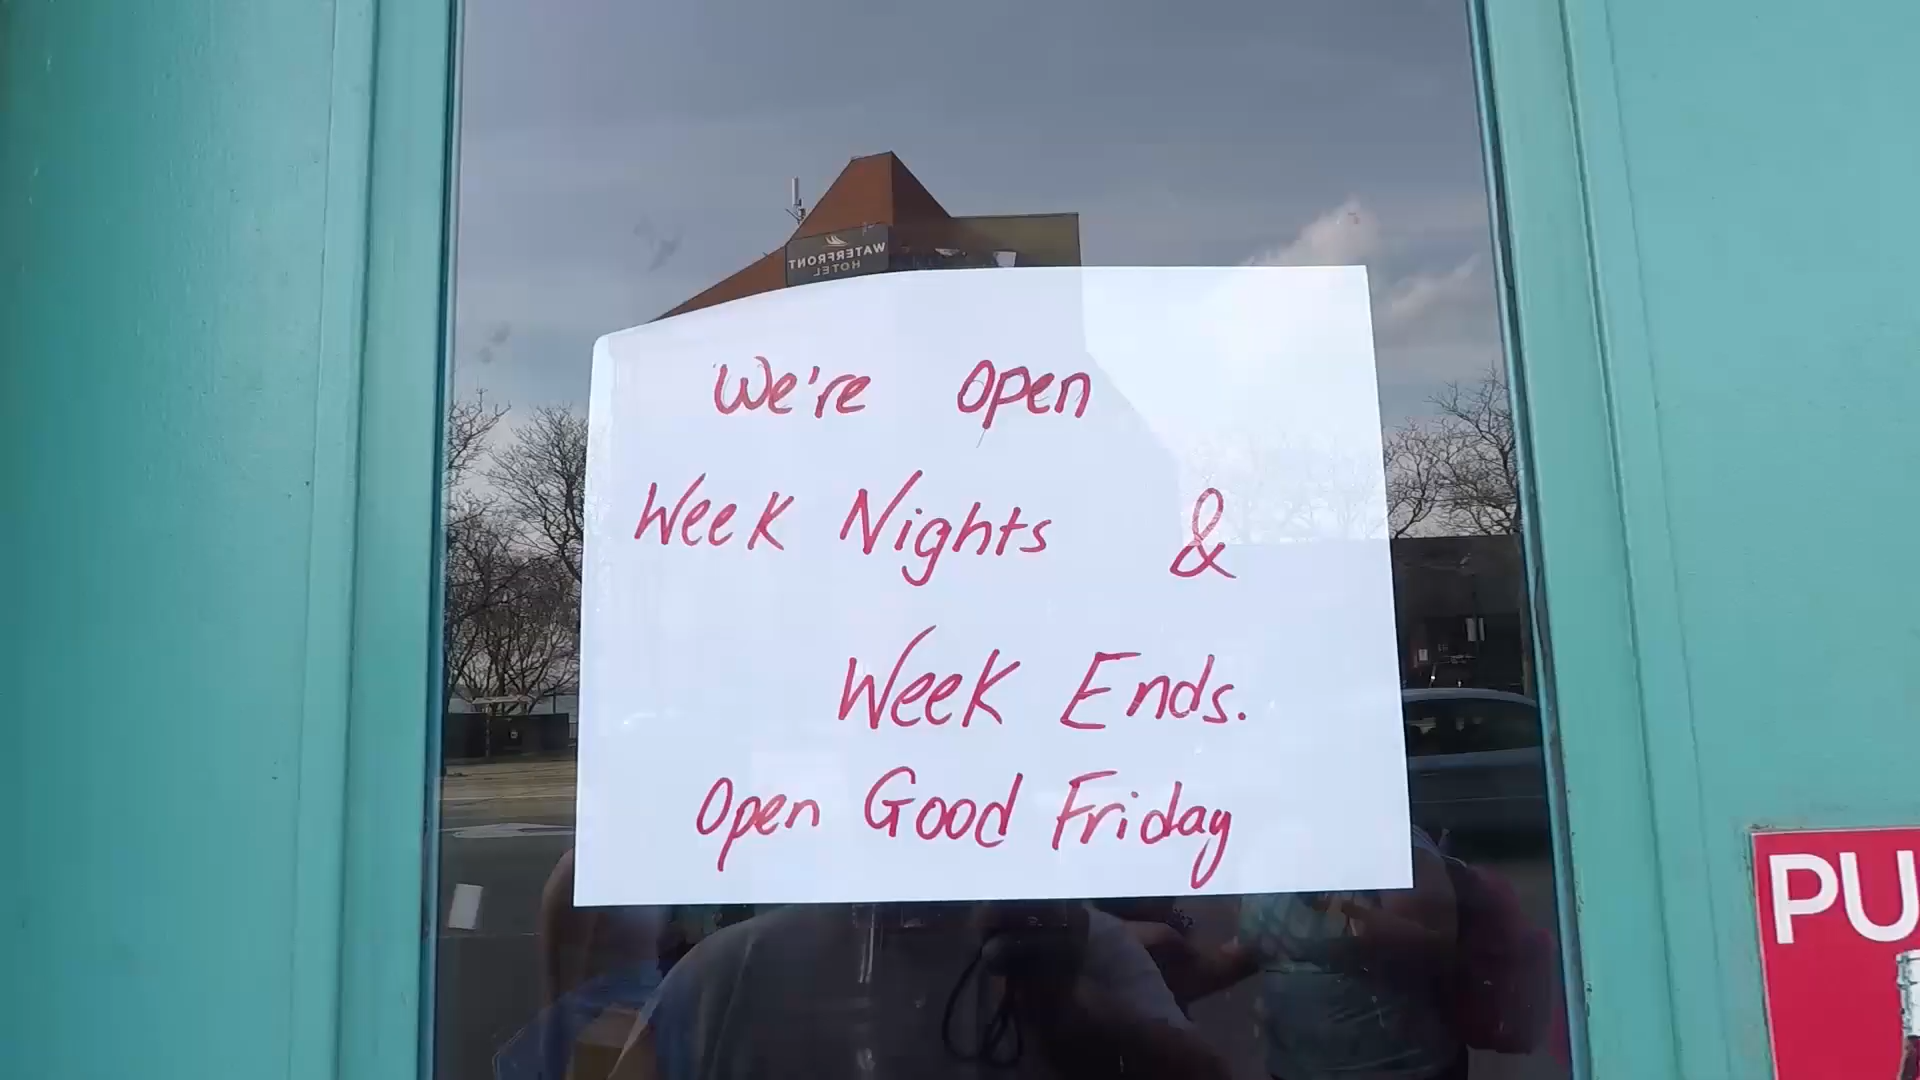 WATERFRONT
HOTEL
We're open
Week Nights &
Week Ends.
Open Good Friday
PU